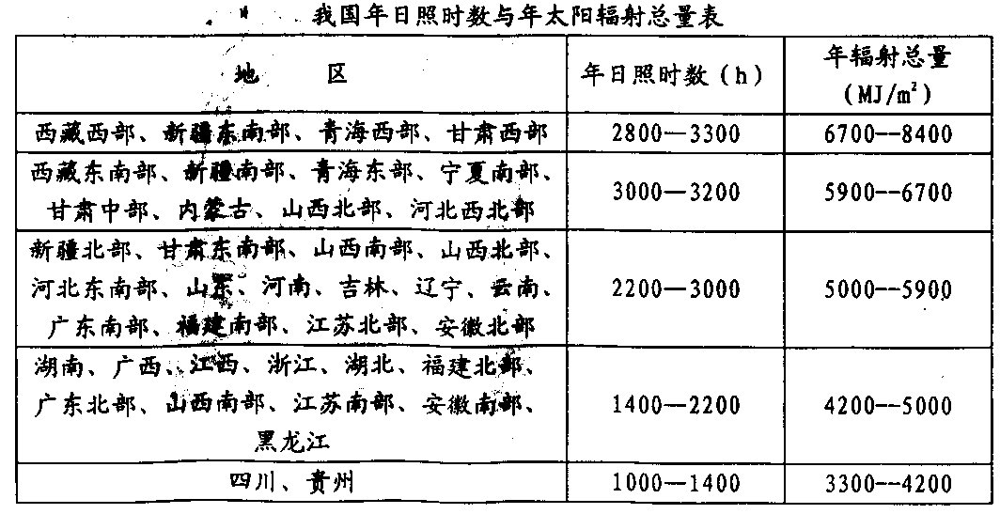 我国年日照时数与年太阳辐射总量表
地 区
年日照时数(h)
年辐射总量
(MJ/m²)
西藏西部、新疆东南部、青海西部、甘肃西部
2800—3300
6700--8400
西藏东南部、新疆南部、青海东部、宁夏南部、
甘肃中部、内蒙古、山西北部、河北西北部
3000—3200
5900--6700
新疆北部、甘肃东南部、山西南部、山西北部、
河北东南部、山东、河南、吉林、辽宁、云南、
广东南部、福建南部、江苏北部、安徽北部
2200—3000
5000--5900
湖南、广西、江西、浙江、湖北、福建北部、
广东北部、山西南部、江苏南部、安徽南部、
黑龙江
1400—2200
4200--5000
四川、贵州
1000—1400
3300--4200